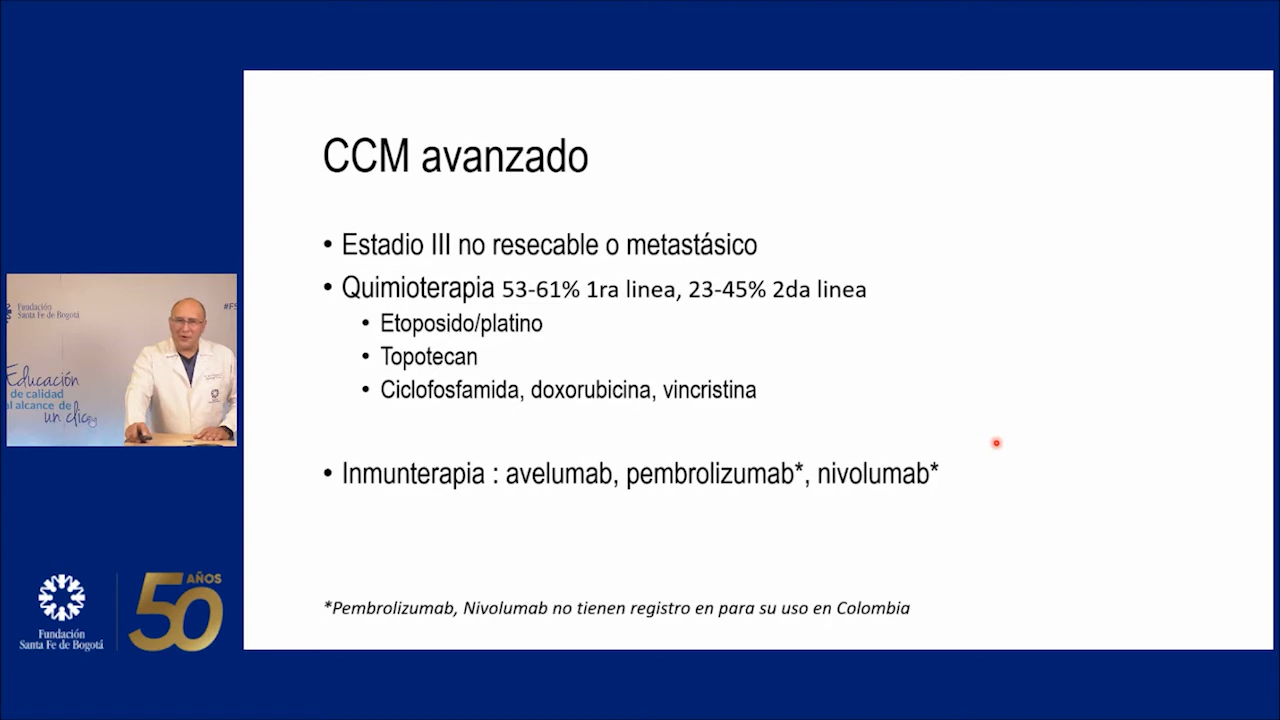 CCM avanzado
• Estadio III no resecable o metastásico
• Quimioterapia 53-61% 1ra linea, 23-45% 2da linea
• Etoposido/platino
• Topotecan
• Ciclofosfamida, doxorubicina, vincristina
• Inmunterapia : avelumab, pembrolizumab*, nivolumab*
*Pembrolizumab, Nivolumab no tienen registro en para su uso en Colombia
Fundación
Santa Fe de Bogotá
#FS
Educación
de calidad
al alcance de
un clic
Fundación
Santa Fe de Bogotá
50 AÑOS